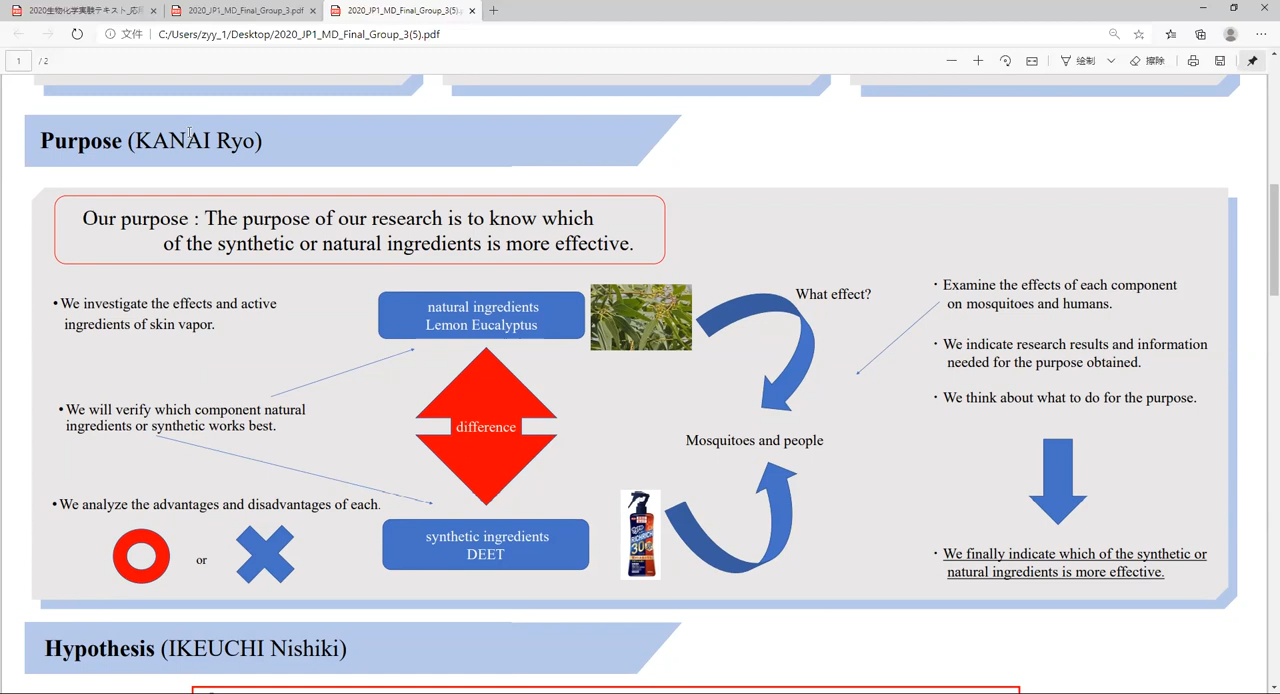 2020生物化学実験テキスト_応用
2020_JP1_MD_Final_Group_3.pdf
2020_JP1_MD_Final_Group_3(5).p
文件
C:/Users/zyy_1/Desktop/2020_JP1_MD_Final_Group_3(5).pdf
1 / 2
绘制
擦除
Purpose (KANAI Ryo)
Our purpose : The purpose of our research is to know which
of the synthetic or natural ingredients is more effective.
• We investigate the effects and active
ingredients of skin vapor.
• We will verify which component natural
ingredients or synthetic works best.
• We analyze the advantages and disadvantages of each.
or
natural ingredients
Lemon Eucalyptus
difference
synthetic ingredients
DEET
30
What effect?
Mosquitoes and people
・Examine the effects of each component
on mosquitoes and humans.
・We indicate research results and information
needed for the purpose obtained.
・We think about what to do for the purpose.
・We finally indicate which of the synthetic or
natural ingredients is more effective.
Hypothesis (IKEUCHI Nishiki)